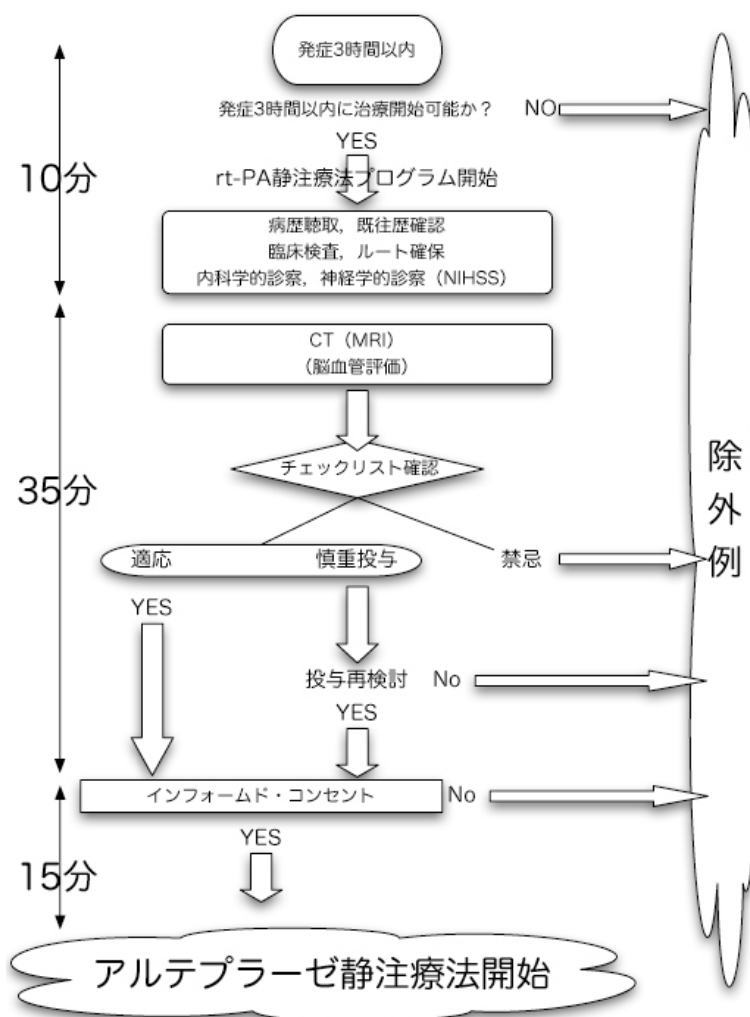 発症3時間以内
発症3時間以内に治療開始可能か？ NO
YES
10分
rt-PA静注療法プログラム開始
病歴聴取，既往歴確認
臨床検査，ルート確保
内科学的診察，神経学的診察（NIHSS）
CT（MRI）
（脳血管評価）
チェックリスト確認
35分
適応 慎重投与 禁忌
除外例
YES
投与再検討 No
YES
インフォームド・コンセント No
YES
15分
アルテプラーゼ静注療法開始